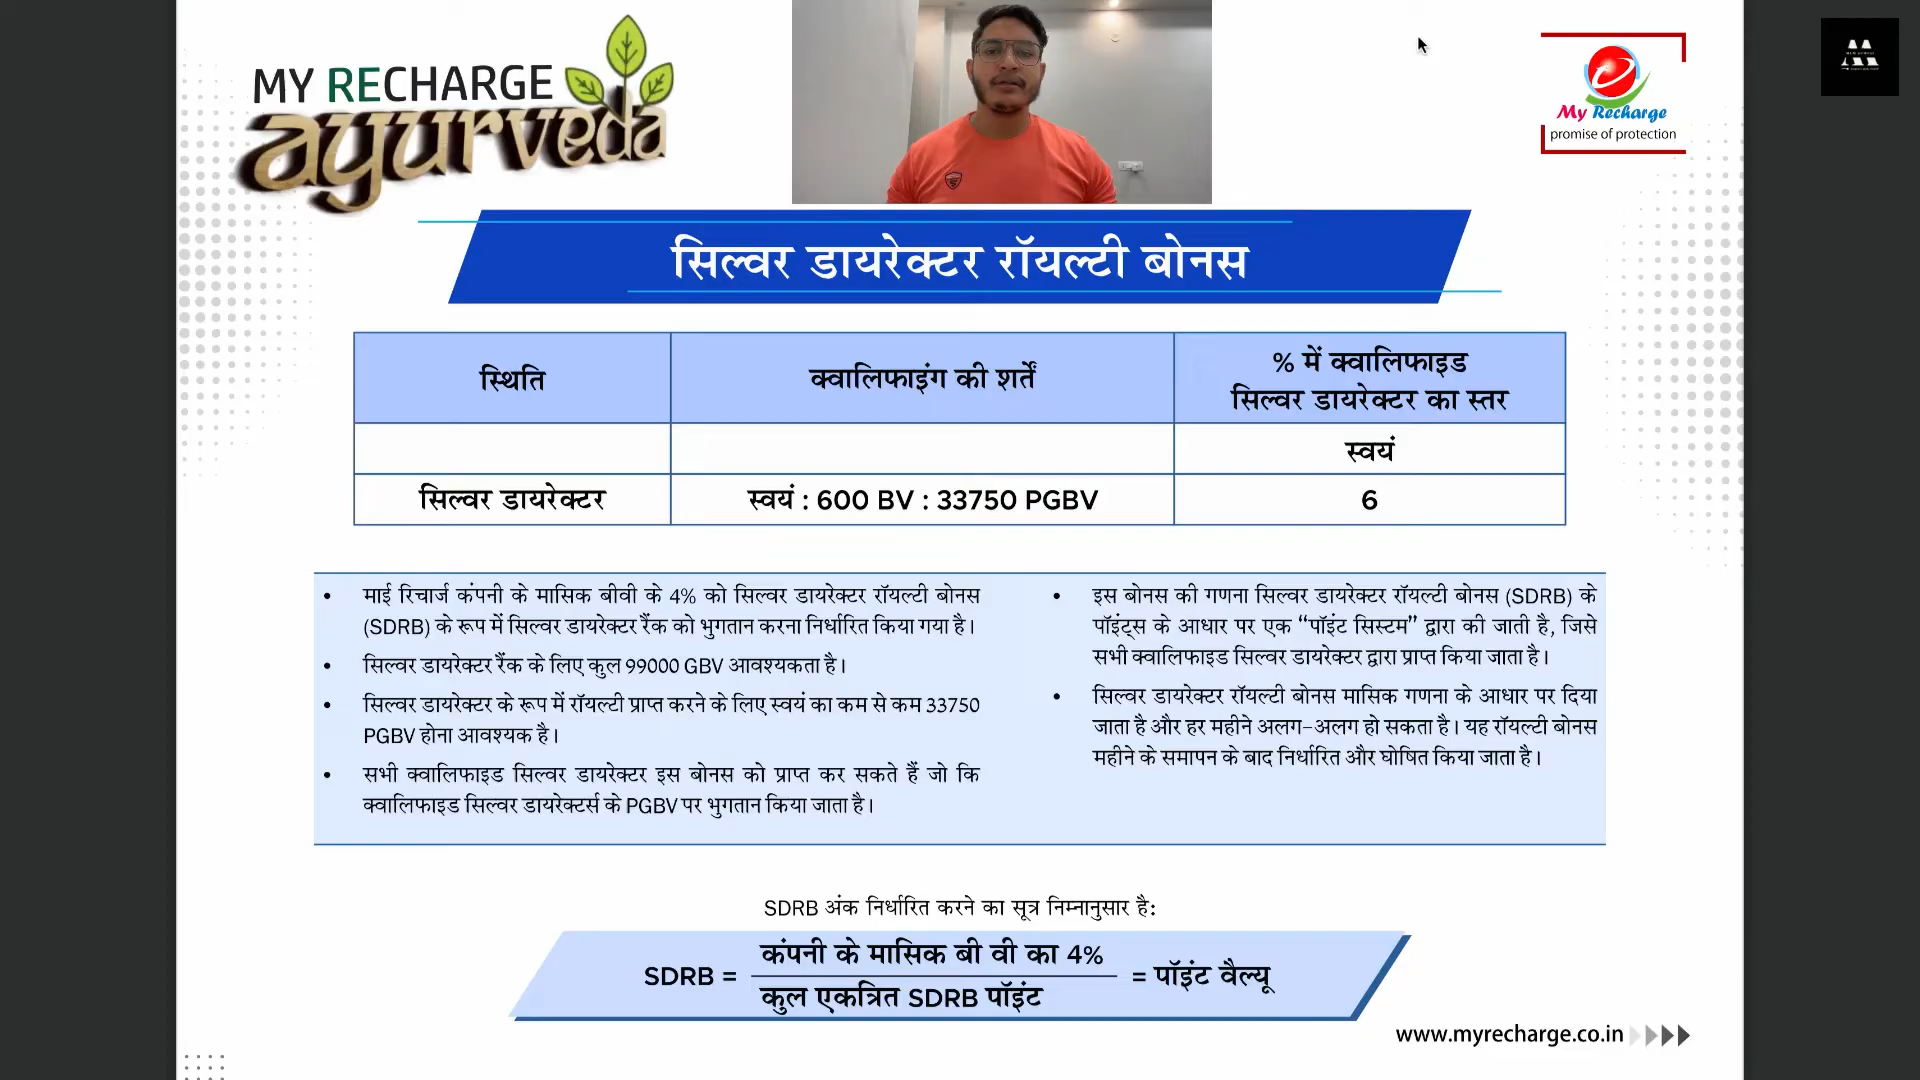 MY RECHARGE
ayurveda
My Recharge
promise of protection
सिल्वर डायरेक्टर रॉयल्टी बोनस
स्थिति
क्वालिफाइंग की शर्तें
% में क्वालिफाइड
सिल्वर डायरेक्टर का स्तर
स्वयं
सिल्वर डायरेक्टर
स्वयं : 600 BV : 33750 PGBV
6
• माई रिचार्ज कंपनी के मासिक बीवी के 4% को सिल्वर डायरेक्टर रॉयल्टी बोनस
(SDRB) के रूप में सिल्वर डायरेक्टर रैंक को भुगतान करना निर्धारित किया गया है।
• सिल्वर डायरेक्टर रैंक के लिए कुल 99000 GBV आवश्यकता है।
• सिल्वर डायरेक्टर के रूप में रॉयल्टी प्राप्त करने के लिए स्वयं का कम से कम 33750
PGBV होना आवश्यक है।
• सभी क्वालिफाइड सिल्वर डायरेक्टर इस बोनस को प्राप्त कर सकते हैं जो कि
क्वालिफाइड सिल्वर डायरेक्टर्स के PGBV पर भुगतान किया जाता है।
• इस बोनस की गणना सिल्वर डायरेक्टर रॉयल्टी बोनस (SDRB) के
पॉइंट्स के आधार पर एक “पॉइंट सिस्टम” द्वारा की जाती है, जिसे
सभी क्वालिफाइड सिल्वर डायरेक्टर द्वारा प्राप्त किया जाता है।
• सिल्वर डायरेक्टर रॉयल्टी बोनस मासिक गणना के आधार पर दिया
जाता है और हर महीने अलग-अलग हो सकता है। यह रॉयल्टी बोनस
महीने के समापन के बाद निर्धारित और घोषित किया जाता है।
SDRB अंक निर्धारित करने का सूत्र निम्नानुसार है:
कंपनी के मासिक बी वी का 4%
SDRB = = पॉइंट वैल्यू
कुल एकत्रित SDRB पॉइंट
www.myrecharge.co.in